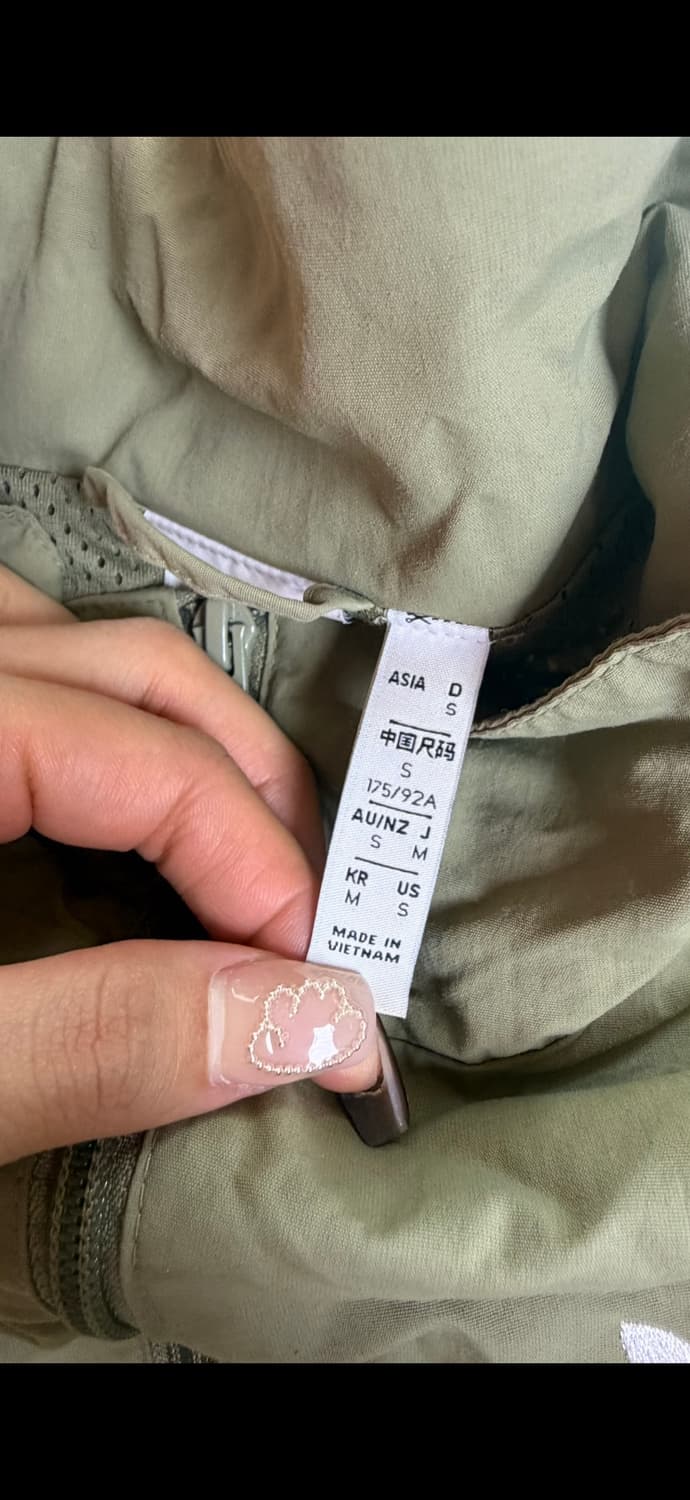 ASIA D
S
中国尺码
S
175/92A
AU/NZ J
S M
KR US
M S
MADE IN
VIETNAM